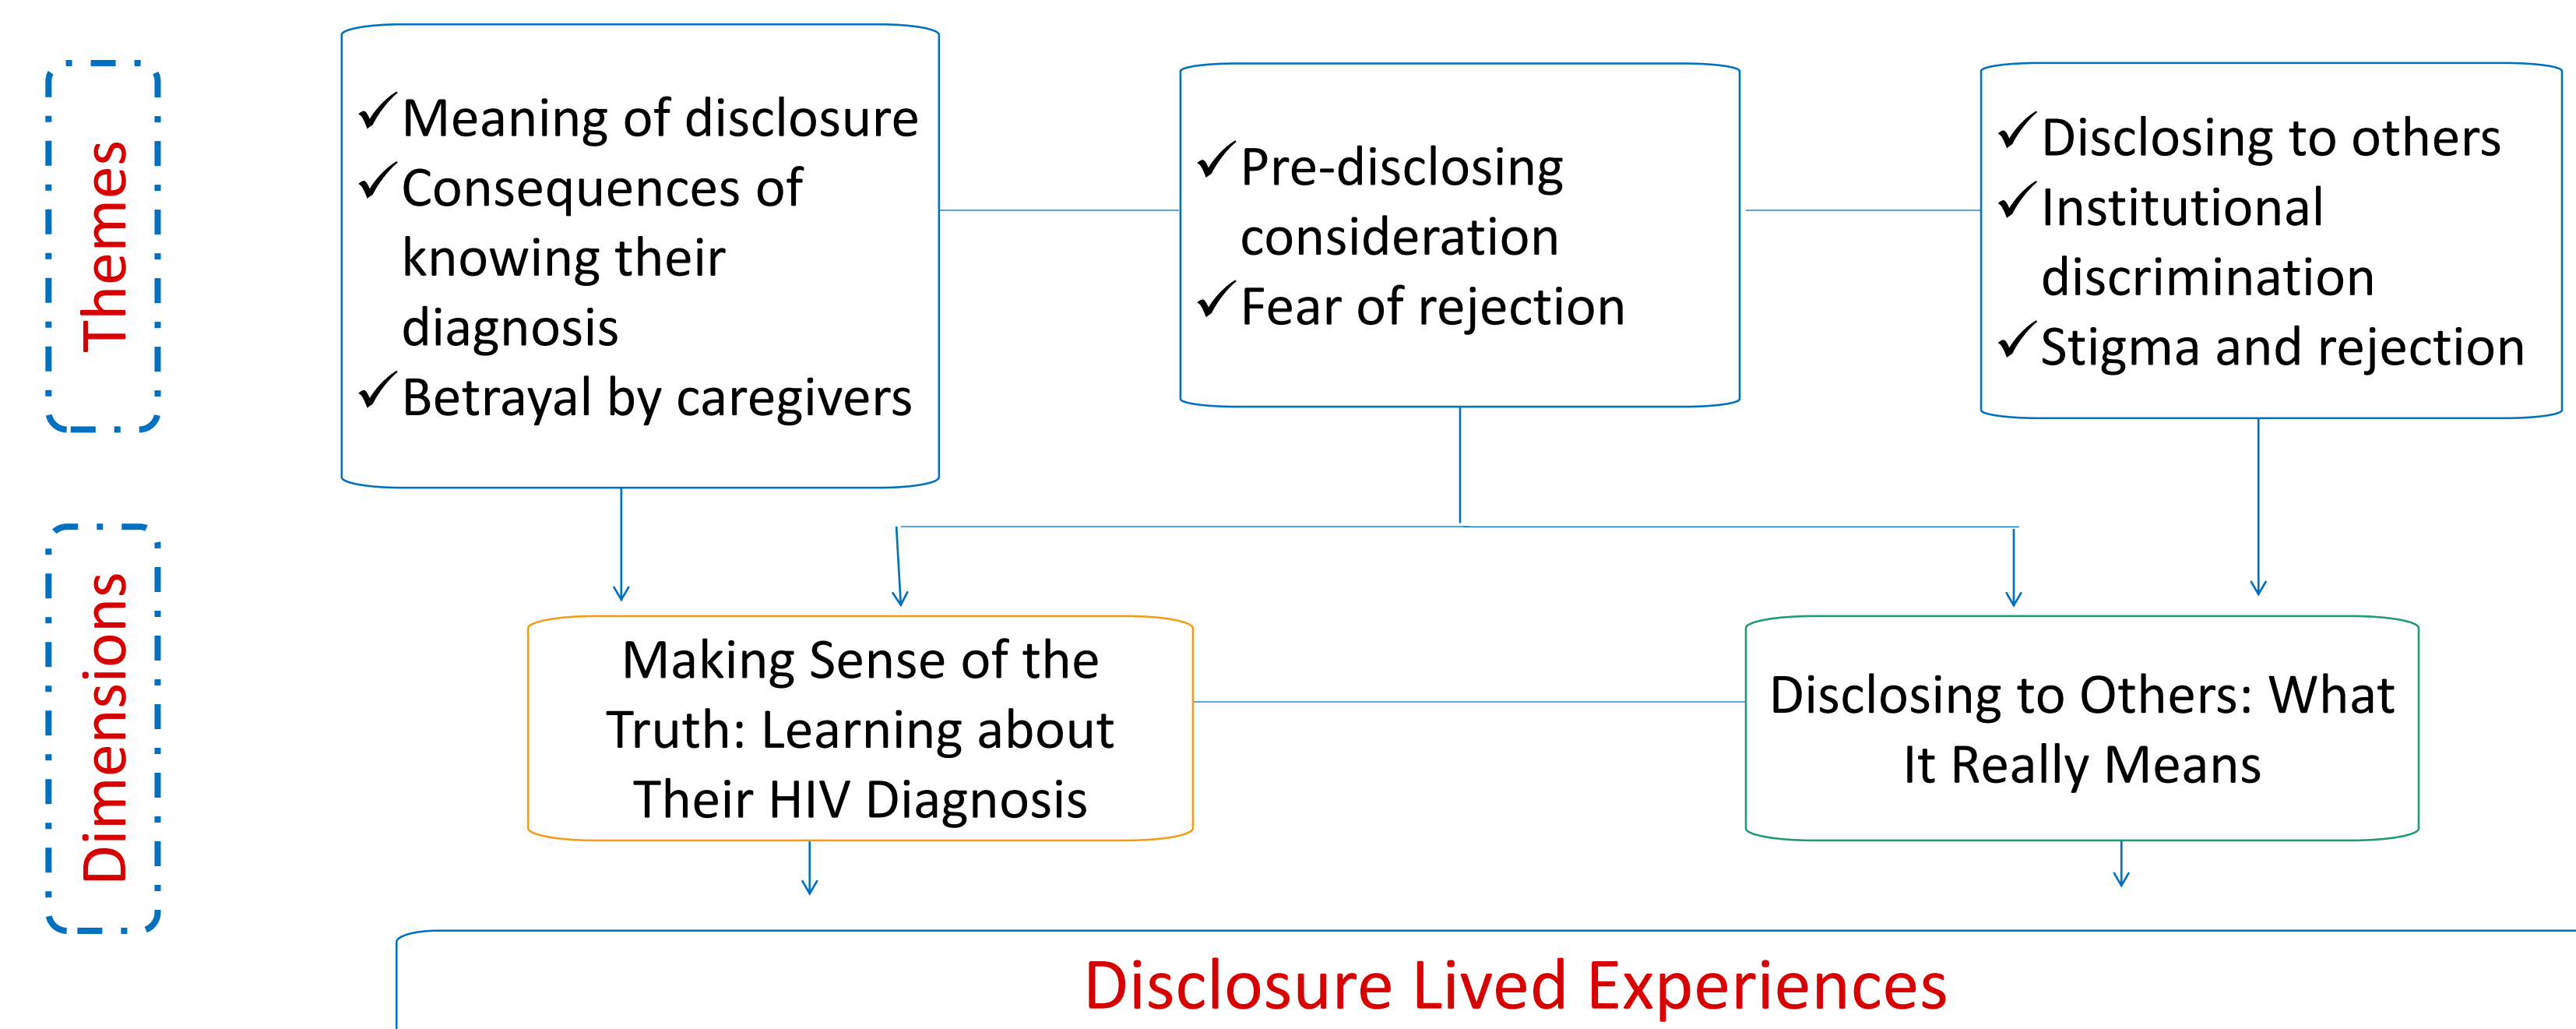 Themes
✓Meaning of disclosure
✓Consequences of
knowing their
diagnosis
✓Betrayal by caregivers
✓Pre-disclosing
consideration
✓Fear of rejection
✓Disclosing to others
✓Institutional
discrimination
✓Stigma and rejection
Dimensions
Making Sense of the
Truth: Learning about
Their HIV Diagnosis
Disclosing to Others: What
It Really Means
Disclosure Lived Experiences